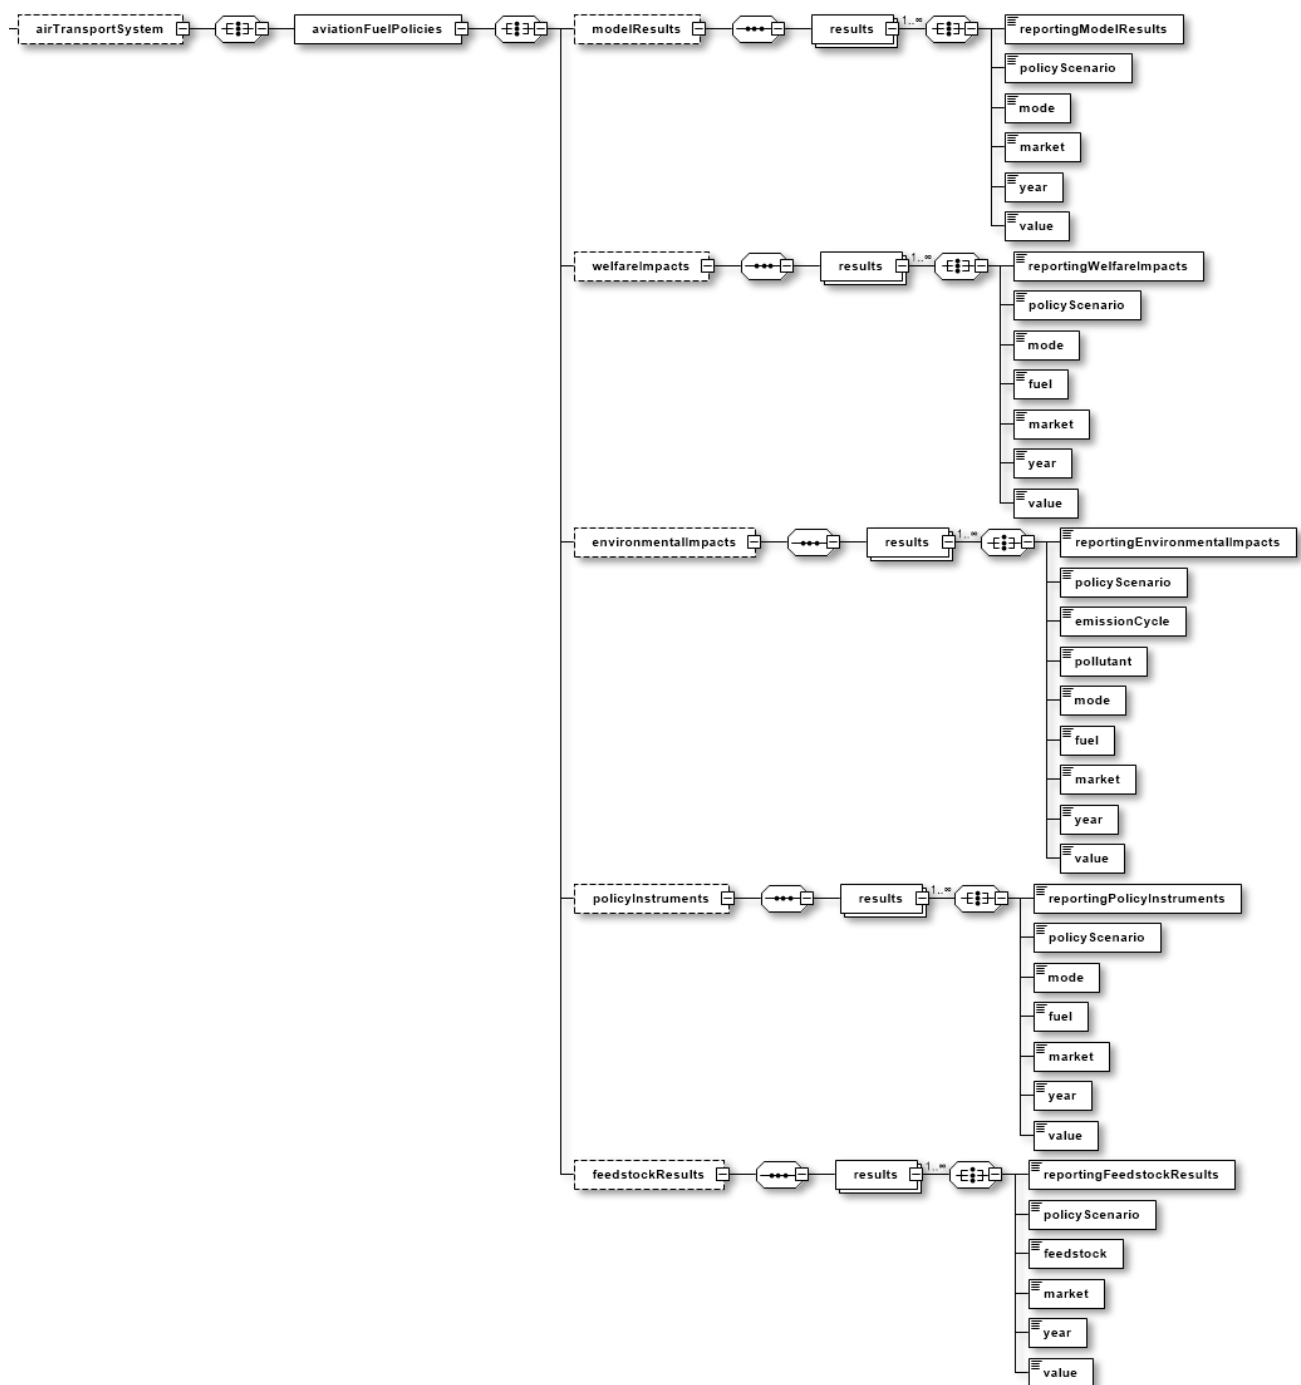 airTransportSystem
aviationFuelPolicies
modelResults
results
1..∞
reportingModelResults
policyScenario
mode
market
year
value
welfareImpacts
results
1..∞
reportingWelfareImpacts
policyScenario
mode
fuel
market
year
value
environmentalImpacts
results
1..∞
reportingEnvironmentalImpacts
policyScenario
emissionCycle
pollutant
mode
fuel
market
year
value
policyInstruments
results
1..∞
reportingPolicyInstruments
policyScenario
mode
fuel
market
year
value
feedstockResults
results
1..∞
reportingFeedstockResults
policyScenario
feedstock
market
year
value